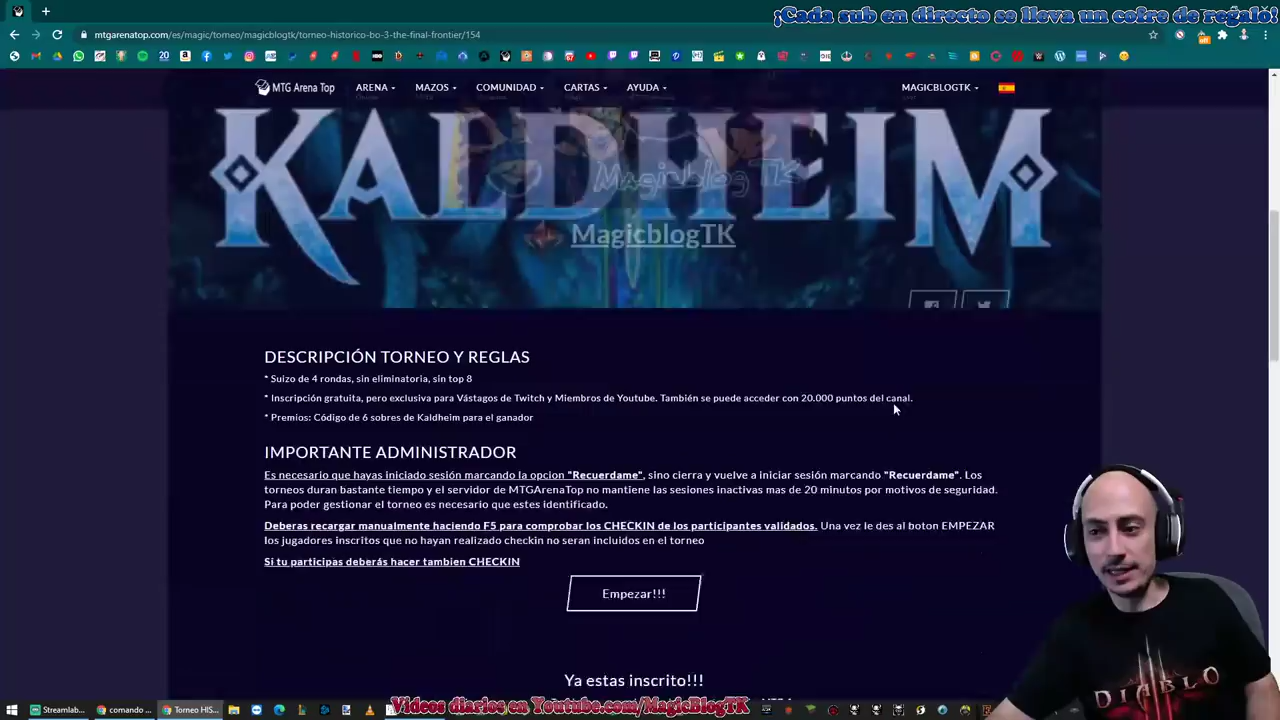 ¡Cada sub en directo se lleva un cofre de regalo!
mtgarenatop.com/es/magic/torneo/magicblogtk/torneo-historico-bo-3-the-final-frontier/154
MTG Arena Top
ARENA
MAZOS
COMUNIDAD
CARTAS
AYUDA
MAGICBLOGTK
KALDHEIM
Magicblog TK
MagicblogTK
DESCRIPCIÓN TORNEO Y REGLAS
* Suizo de 4 rondas, sin eliminatoria, sin top 8
* Inscripción gratuita, pero exclusiva para Vástagos de Twitch y Miembros de Youtube. También se puede acceder con 20.000 puntos del canal.
* Premios: Código de 6 sobres de Kaldheim para el ganador
IMPORTANTE ADMINISTRADOR
Es necesario que hayas iniciado sesión marcando la opcion "Recuerdame", sino cierra y vuelve a iniciar sesión marcando "Recuerdame". Los
torneos duran bastante tiempo y el servidor de MTGArenaTop no mantiene las sesiones inactivas mas de 20 minutos por motivos de seguridad.
Para poder gestionar el torneo es necesario que estes identificado.
Deberas recargar manualmente haciendo F5 para comprobar los CHECKIN de los participantes validados. Una vez le des al boton EMPEZAR
los jugadores inscritos que no hayan realizado checkin no seran incluidos en el torneo
Si tu participas deberás hacer tambien CHECKIN
Empezar!!!
Ya estas inscrito!!!
DIABLO
Streamlab...
comando ...
Torneo HIS...
Videos diarios en Youtube.com/MagicBlogTK